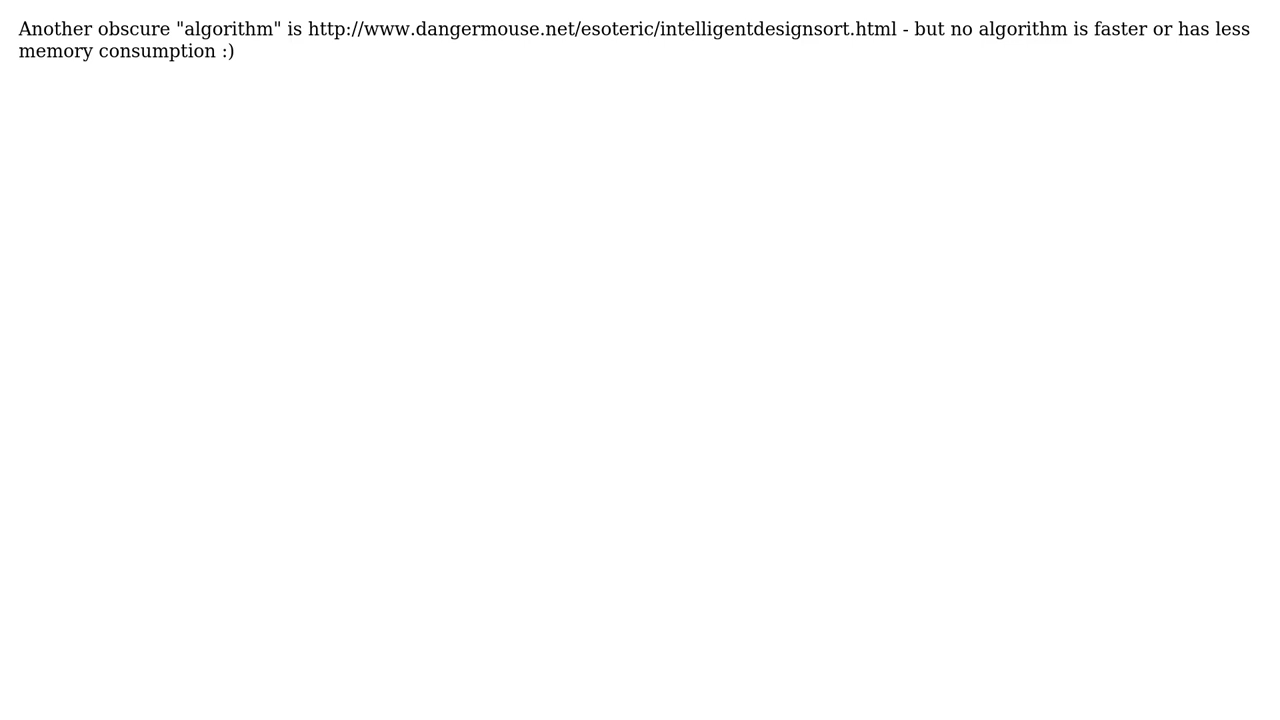 Another obscure "algorithm" is http://www.dangermouse.net/esoteric/intelligentdesignsort.html - but no algorithm is faster or has less
memory consumption :)